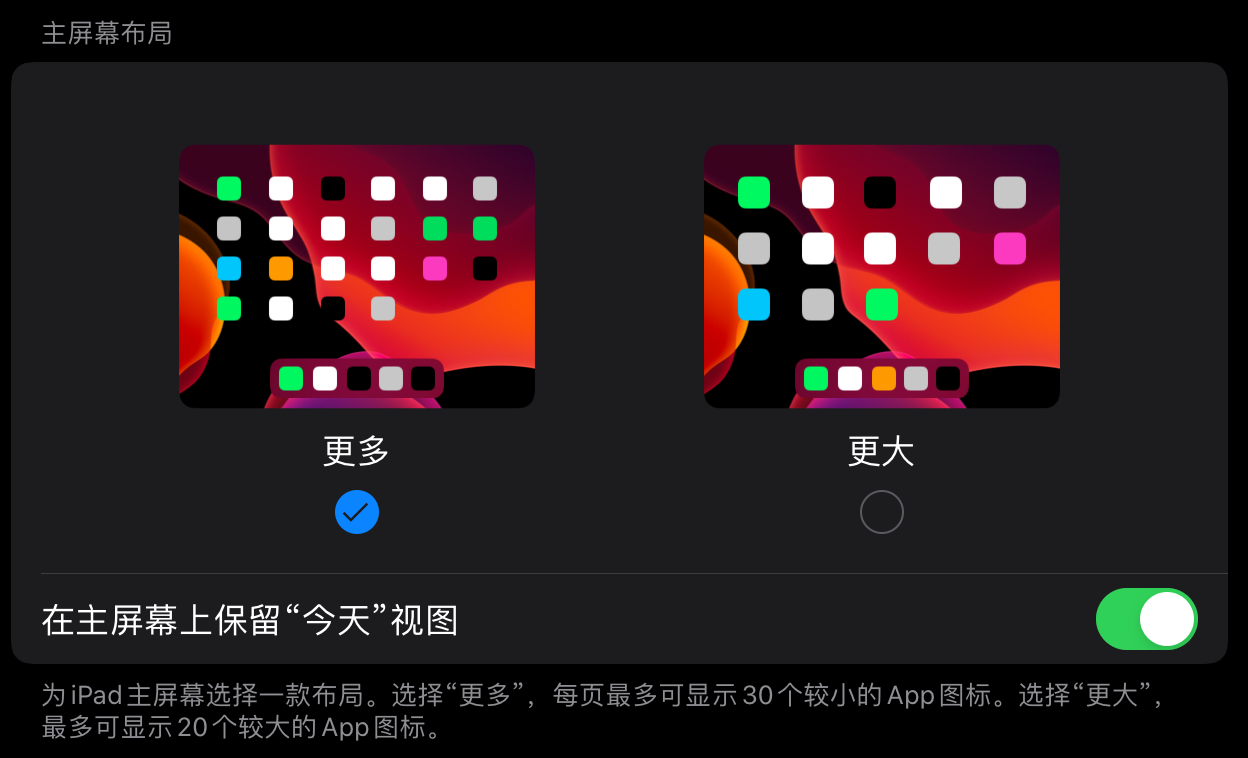 主屏幕布局
更多
更大
在主屏幕上保留“今天”视图
为 iPad 主屏幕选择一款布局。选择“更多”，每页最多可显示 30 个较小的 App 图标。选择“更大”，
最多可显示 20 个较大的 App 图标。